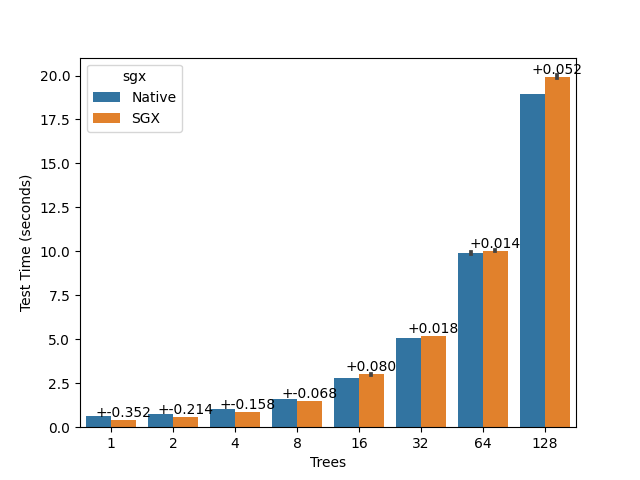 sgx
Native
SGX
Test Time (seconds)
20.0
17.5
15.0
12.5
10.0
7.5
5.0
2.5
0.0
+-0.352
+-0.214
+-0.158
+-0.068
+0.080
+0.018
+0.014
+0.052
1 2 4 8 16 32 64 128
Trees